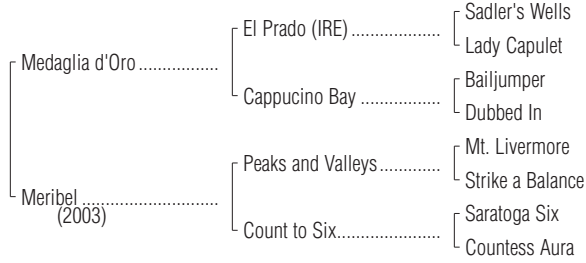 Sadler's Wells
El Prado (IRE) ....................
Lady Capulet
Medaglia d'Oro .................
Bailjumper
Cappucino Bay ..................
Dubbed In
Mt. Livermore
Peaks and Valleys..............
Strike a Balance
Meribel .............................
(2003)
Saratoga Six
Count to Six.......................
Countess Aura